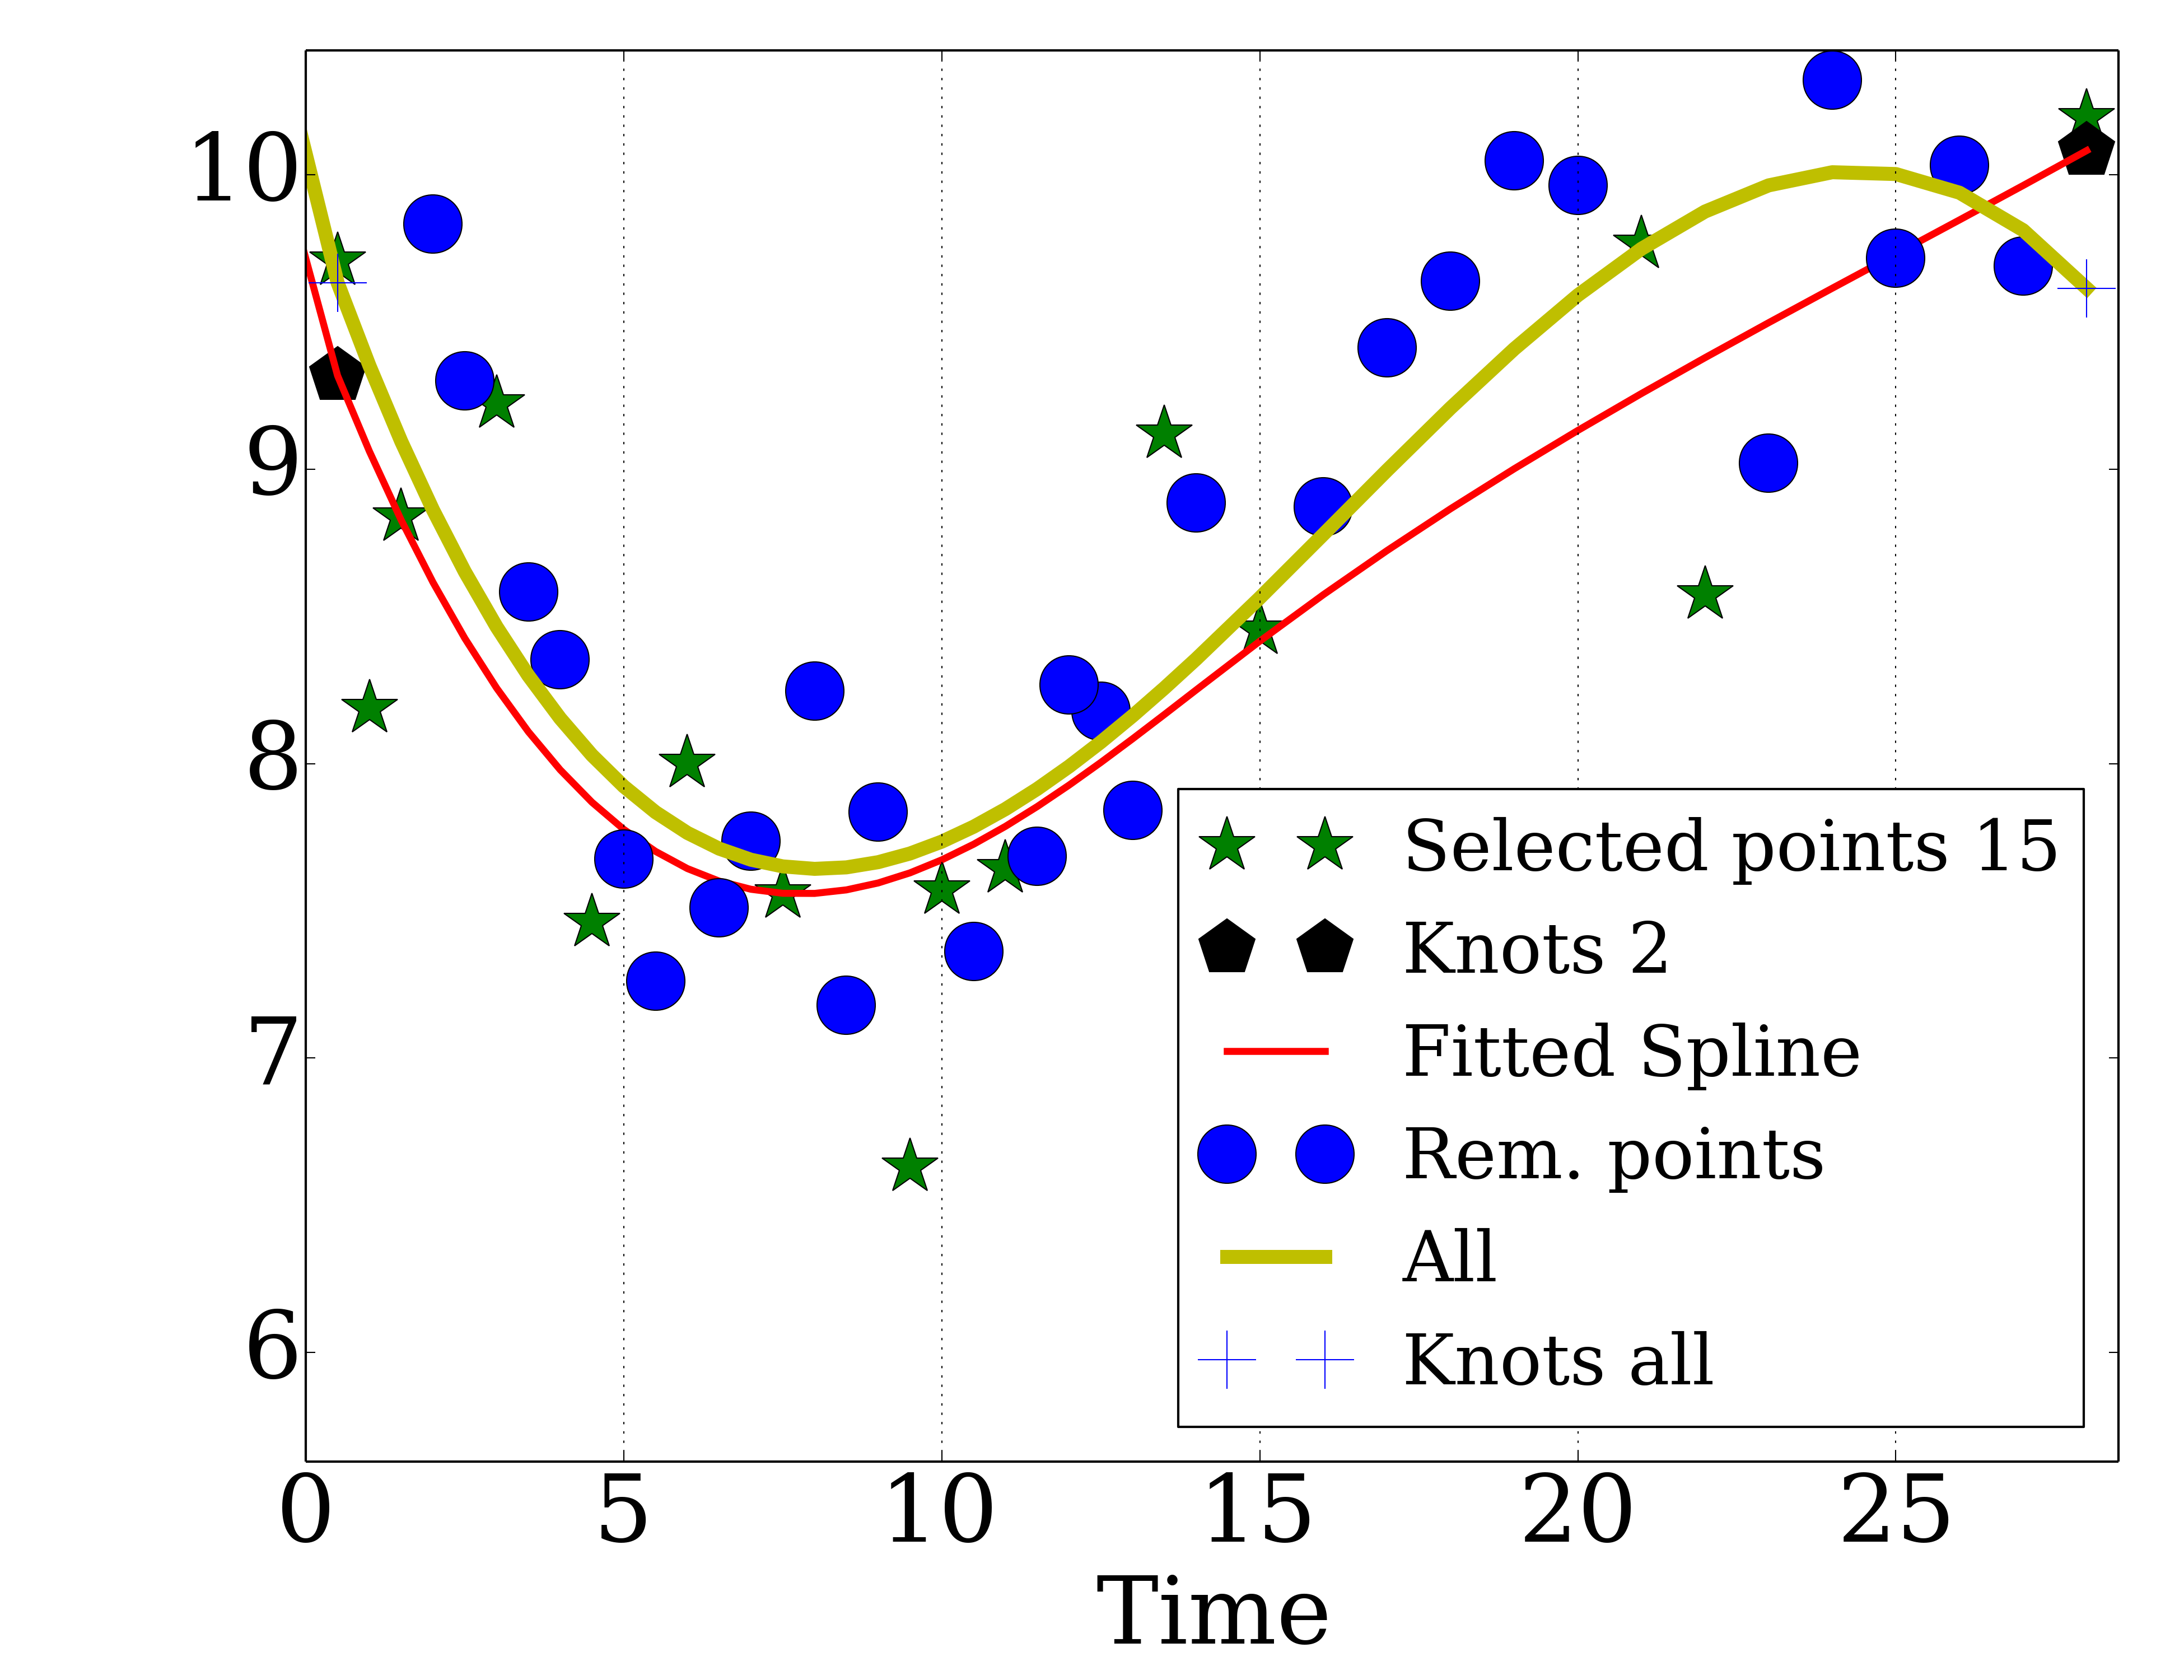 10
9
8
7
6
0 5 10 15 20 25
Time
Selected points 15
Knots 2
Fitted Spline
Rem. points
All
Knots all